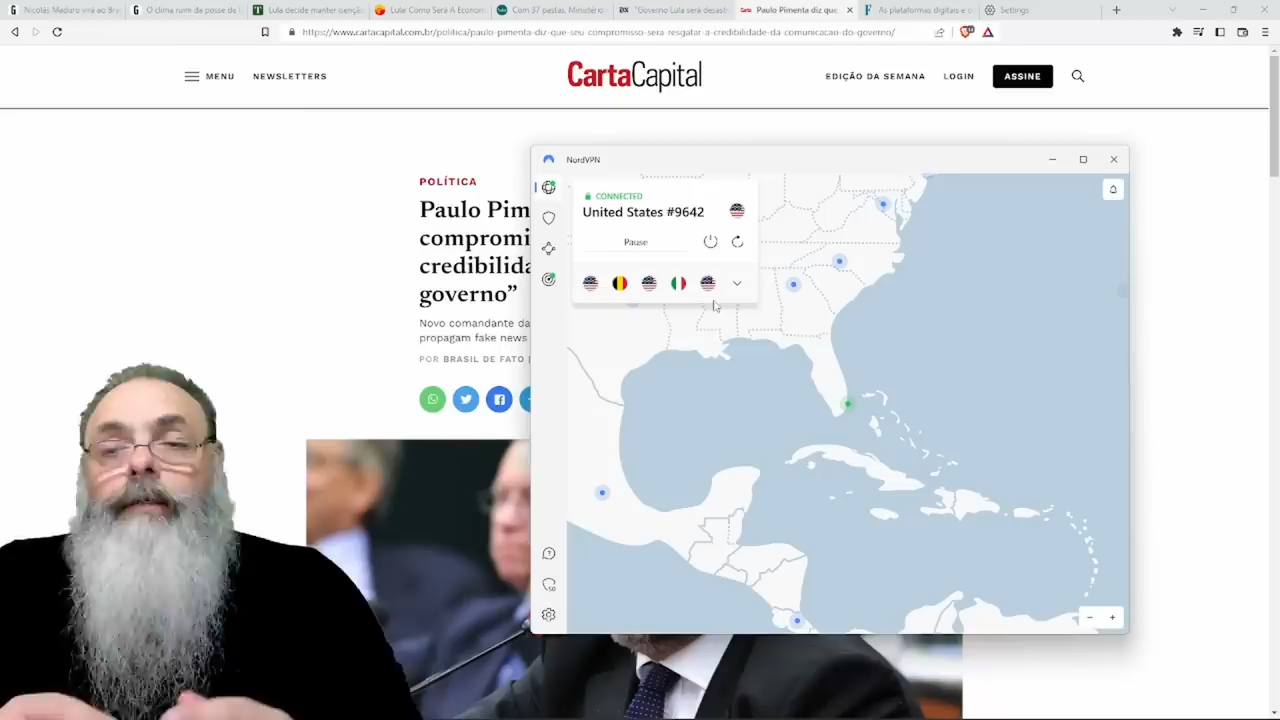 Nicolás Maduro virá ao Br
O clima ruim da posse de
Lula decide manter isenç
Lula: Como Será A Econom
Com 37 pastas, Ministério
"Governo Lula será desast
Paulo Pimenta diz que
As plataformas digitais e o
Settings
https://www.cartacapital.com.br/politica/paulo-pimenta-diz-que-seu-compromisso-sera-resgatar-a-credibilidade-da-comunicacao-do-governo/
MENU NEWSLETTERS CartaCapital EDIÇÃO DA SEMANA LOGIN ASSINE
NordVPN
POLÍTICA
CONNECTED
Paulo Pim
United States #9642
compromi
Pause
credibilida
governo”
Novo comandante da
propagam fake news
POR BRASIL DE FATO |